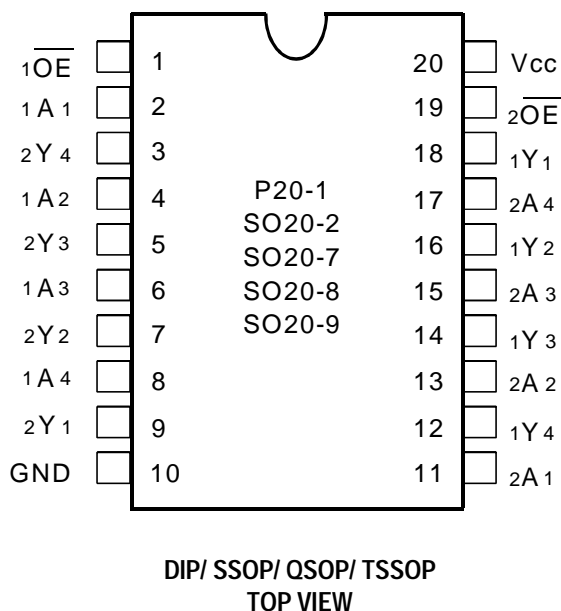 1OE 1 20 Vcc
1A1 2 19 2OE
2Y4 3 18 1Y1
1A2 4 17 2A4
2Y3 5 16 1Y2
1A3 6 15 2A3
2Y2 7 14 1Y3
1A4 8 13 2A2
2Y1 9 12 1Y4
GND 10 11 2A1
P20-1
SO20-2
SO20-7
SO20-8
SO20-9
DIP/ SSOP/ QSOP/ TSSOP
TOP VIEW